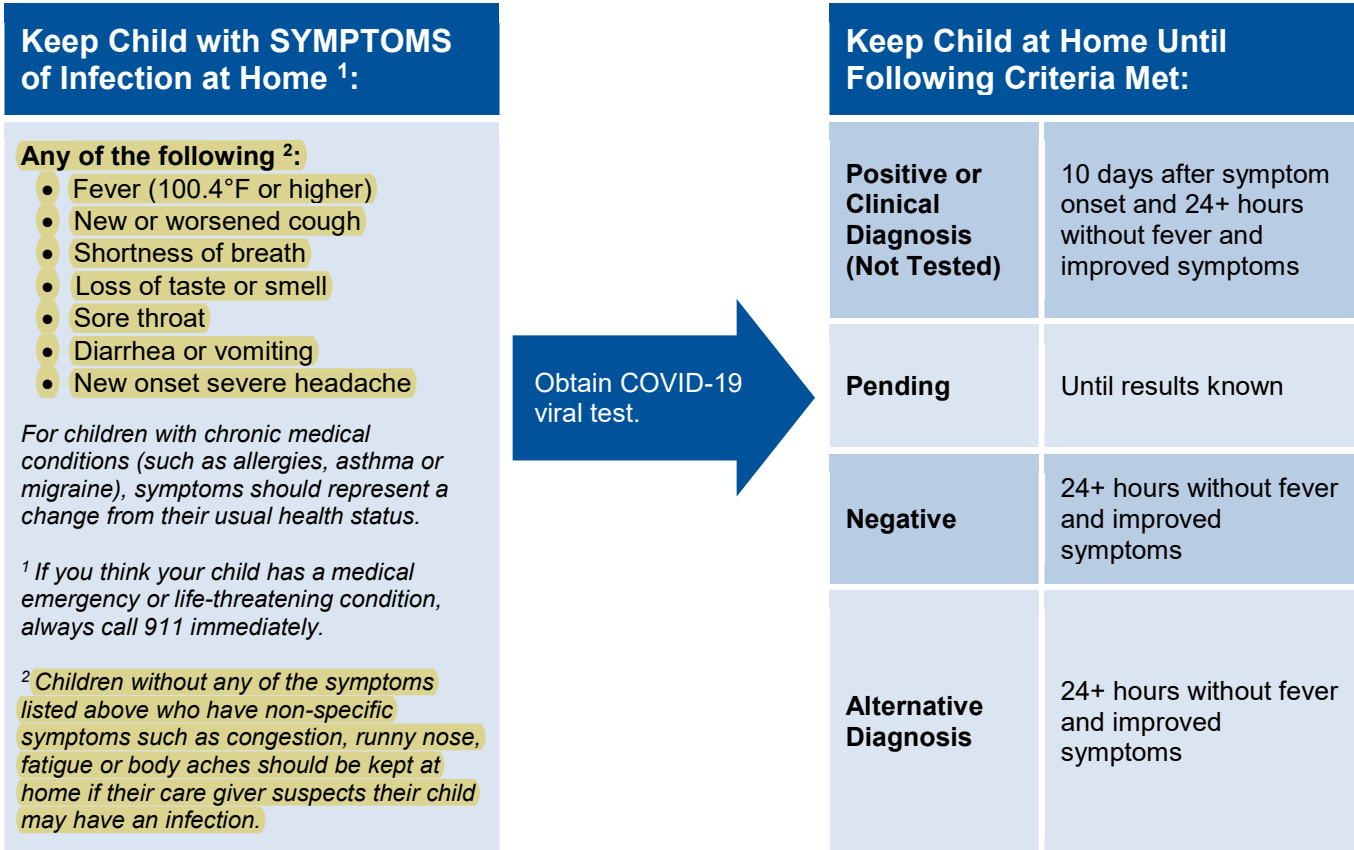 Keep Child with SYMPTOMS
of Infection at Home ¹:
Any of the following ²:
• Fever (100.4°F or higher)
• New or worsened cough
• Shortness of breath
• Loss of taste or smell
• Sore throat
• Diarrhea or vomiting
• New onset severe headache
For children with chronic medical
conditions (such as allergies, asthma or
migraine), symptoms should represent a
change from their usual health status.
¹ If you think your child has a medical
emergency or life-threatening condition,
always call 911 immediately.
² Children without any of the symptoms
listed above who have non-specific
symptoms such as congestion, runny nose,
fatigue or body aches should be kept at
home if their care giver suspects their child
may have an infection.
Obtain COVID-19
viral test.
Keep Child at Home Until
Following Criteria Met:
Positive or
Clinical
Diagnosis
(Not Tested)
10 days after symptom
onset and 24+ hours
without fever and
improved symptoms
Pending
Until results known
Negative
24+ hours without fever
and improved
symptoms
Alternative
Diagnosis
24+ hours without fever
and improved
symptoms